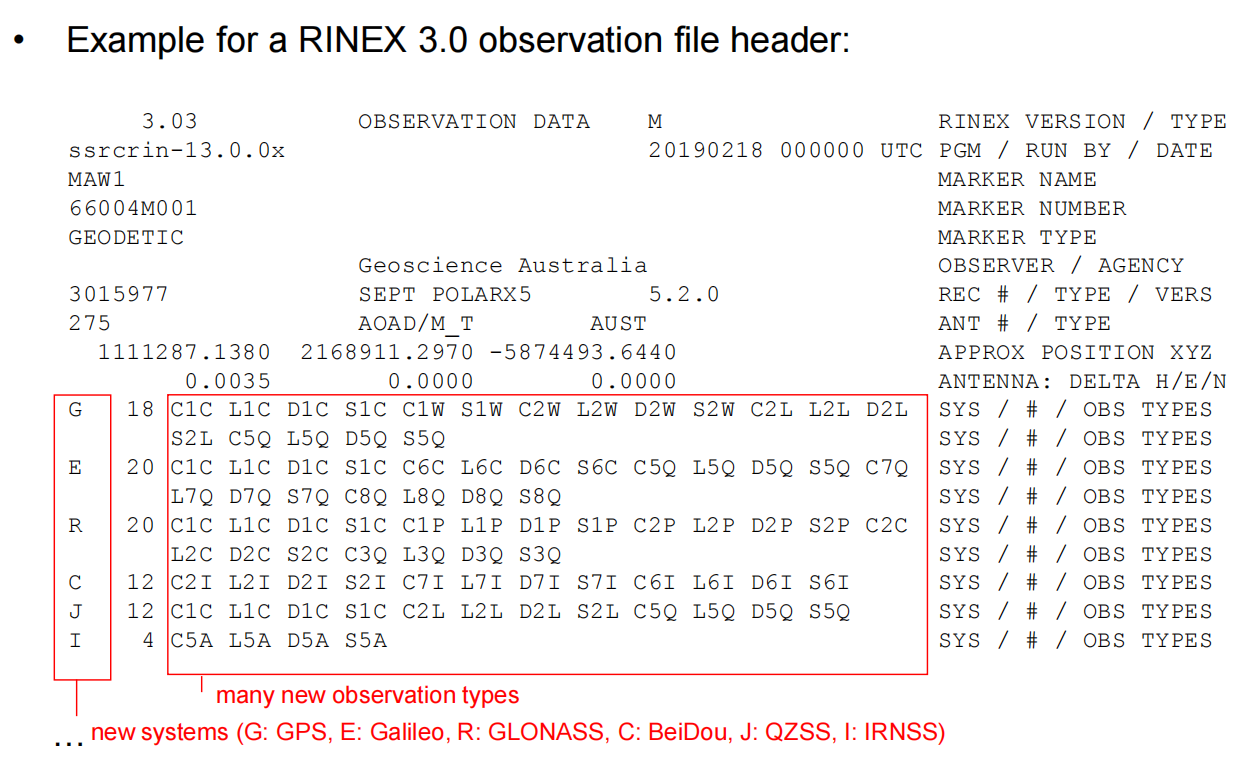 • Example for a RINEX 3.0 observation file header:
3.03 OBSERVATION DATA M RINEX VERSION / TYPE
ssrcrin-13.0.0x 20190218 000000 UTC PGM / RUN BY / DATE
MAW1 MARKER NAME
66004M001 MARKER NUMBER
GEODETIC MARKER TYPE
Geoscience Australia OBSERVER / AGENCY
3015977 SEPT POLARX5 5.2.0 REC # / TYPE / VERS
275 AOAD/M_T AUST ANT # / TYPE
1111287.1380 2168911.2970 -5874493.6440 APPROX POSITION XYZ
0.0035 0.0000 0.0000 ANTENNA: DELTA H/E/N
G 18 C1C L1C D1C S1C C1W S1W C2W L2W D2W S2W C2L L2L D2L SYS / # / OBS TYPES
S2L C5Q L5Q D5Q S5Q SYS / # / OBS TYPES
E 20 C1C L1C D1C S1C C6C L6C D6C S6C C5Q L5Q D5Q S5Q C7Q SYS / # / OBS TYPES
L7Q D7Q S7Q C8Q L8Q D8Q S8Q SYS / # / OBS TYPES
R 20 C1C L1C D1C S1C C1P L1P D1P S1P C2P L2P D2P S2P C2C SYS / # / OBS TYPES
L2C D2C S2C C3Q L3Q D3Q S3Q SYS / # / OBS TYPES
C 12 C2I L2I D2I S2I C7I L7I D7I S7I C6I L6I D6I S6I SYS / # / OBS TYPES
J 12 C1C L1C D1C S1C C2L L2L D2L S2L C5Q L5Q D5Q S5Q SYS / # / OBS TYPES
I 4 C5A L5A D5A S5A SYS / # / OBS TYPES
many new observation types
... new systems (G: GPS, E: Galileo, R: GLONASS, C: BeiDou, J: QZSS, I: IRNSS)